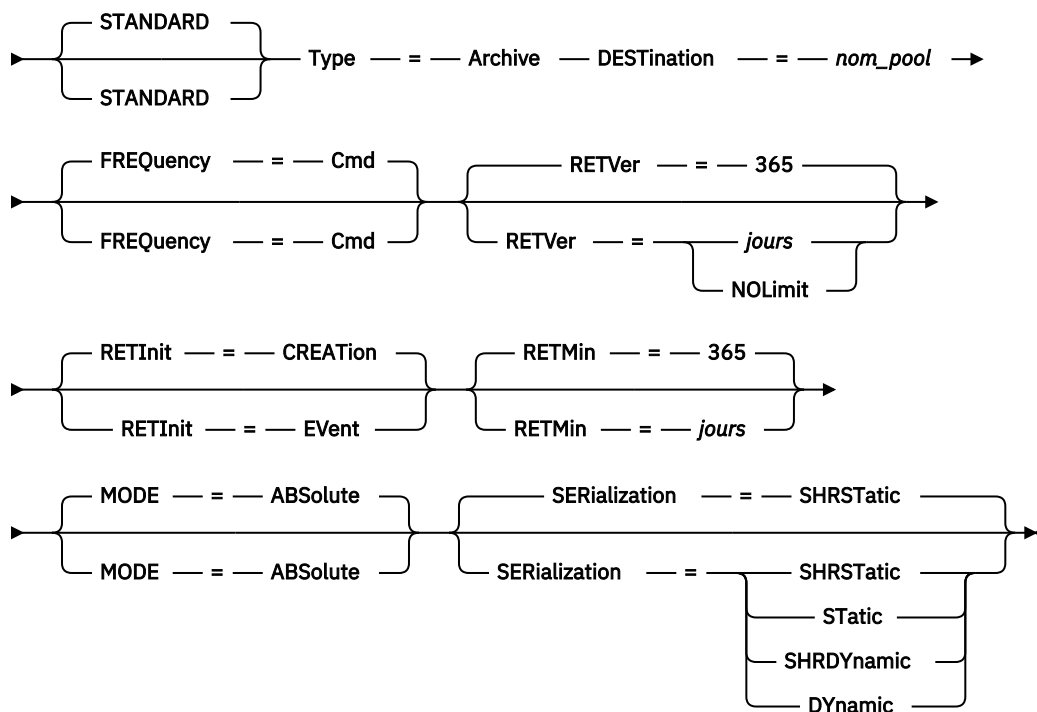 STANDARD
Type = Archive DESTination = nom_pool
STANDARD
FREQuency = Cmd RETVer = 365
FREQuency = Cmd RETVer = jours
NOLimit
RETInit = CREATion RETMin = 365
RETInit = EVent RETMin = jours
MODE = ABSolute SERialization = SHRSTatic
MODE = ABSolute SERialization = SHRSTatic
STatic
SHRDYnamic
DYnamic